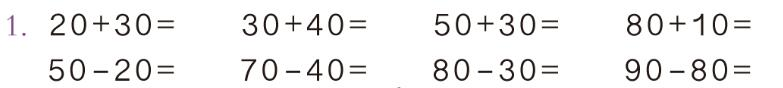 1. 20+30= 30+40= 50+30= 80+10=
50-20= 70-40= 80-30= 90-80=